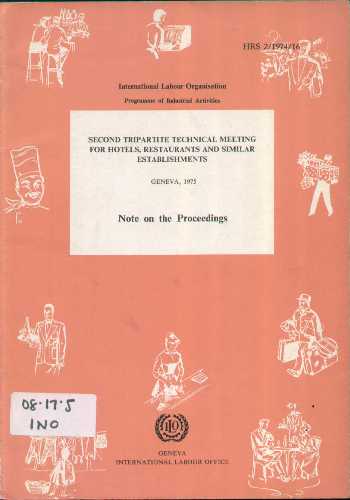 HRS 2/1974/16
International Labour Organisation
Programme of Industrial Activities
SECOND TRIPARTITE TECHNICAL MEETING
FOR HOTELS, RESTAURANTS AND SIMILAR
ESTABLISHMENTS
GENEVA, 1975
Note on the Proceedings
08.17.5
INO
ILO
GENEVA
INTERNATIONAL LABOUR OFFICE